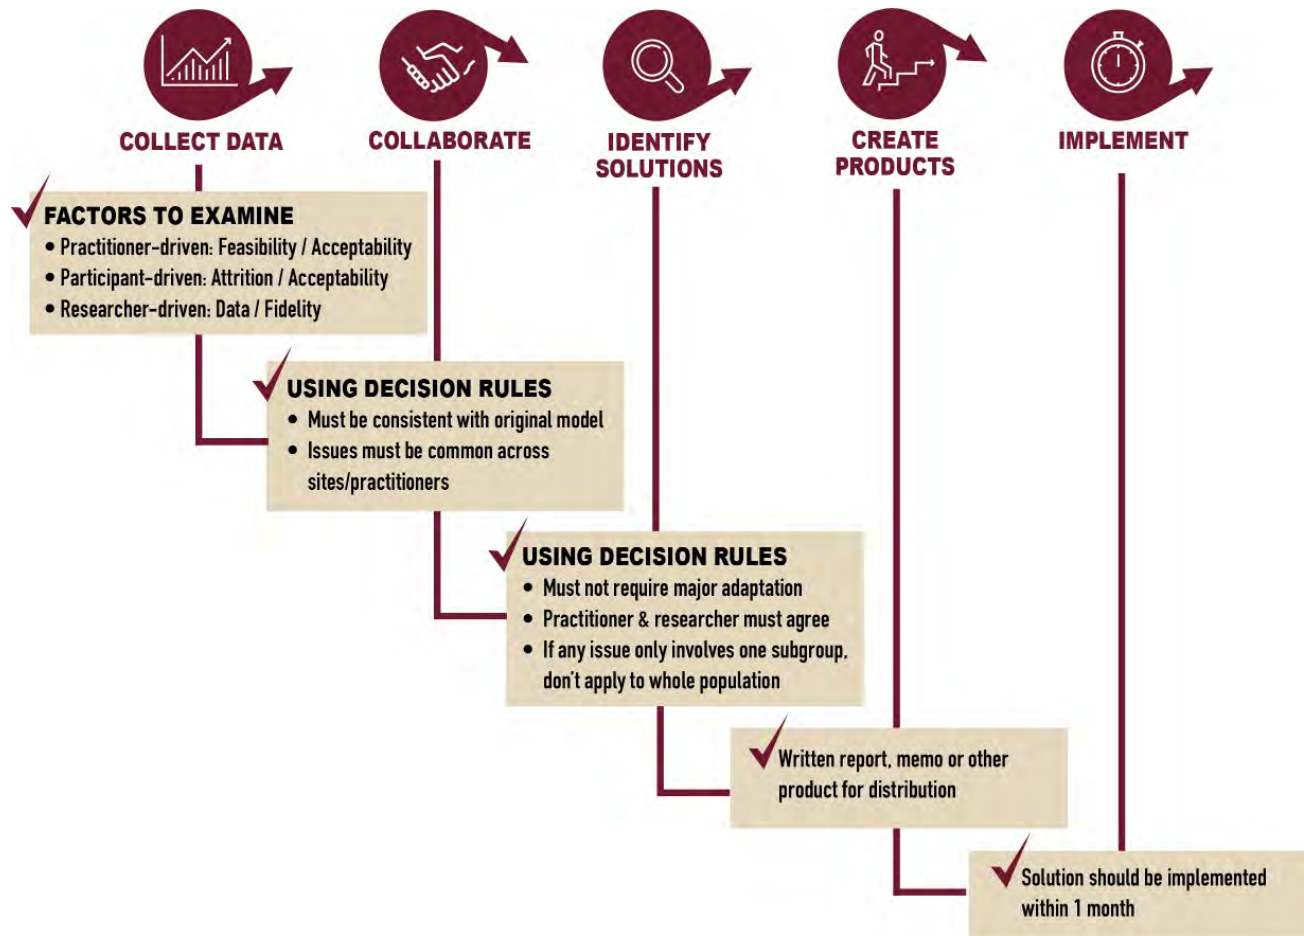 COLLECT DATA
COLLABORATE
IDENTIFY
SOLUTIONS
CREATE
PRODUCTS
IMPLEMENT
FACTORS TO EXAMINE
• Practitioner-driven: Feasibility / Acceptability
• Participant-driven: Attrition / Acceptability
• Researcher-driven: Data / Fidelity
USING DECISION RULES
• Must be consistent with original model
• Issues must be common across
sites/practitioners
USING DECISION RULES
• Must not require major adaptation
• Practitioner & researcher must agree
• If any issue only involves one subgroup,
don't apply to whole population
Written report, memo or other
product for distribution
Solution should be implemented
within 1 month